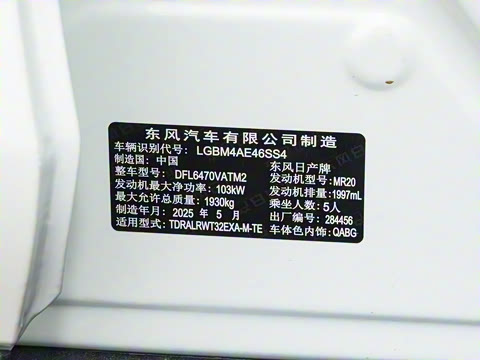 东风汽车有限公司制造
车辆识别代号：LGBM4AE46SS4
制造国：中国 东风日产牌
整车型号：DFL6470VATM2 发动机型号：MR20
发动机最大净功率：103kW 发动机排量：1997mL
最大允许总质量：1930kg 乘坐人数：5人
制造年月：2025 年 5 月 出厂编号：284456
适用型式：TDRALRWT32EXA-M-TE 车体色内饰：QABG